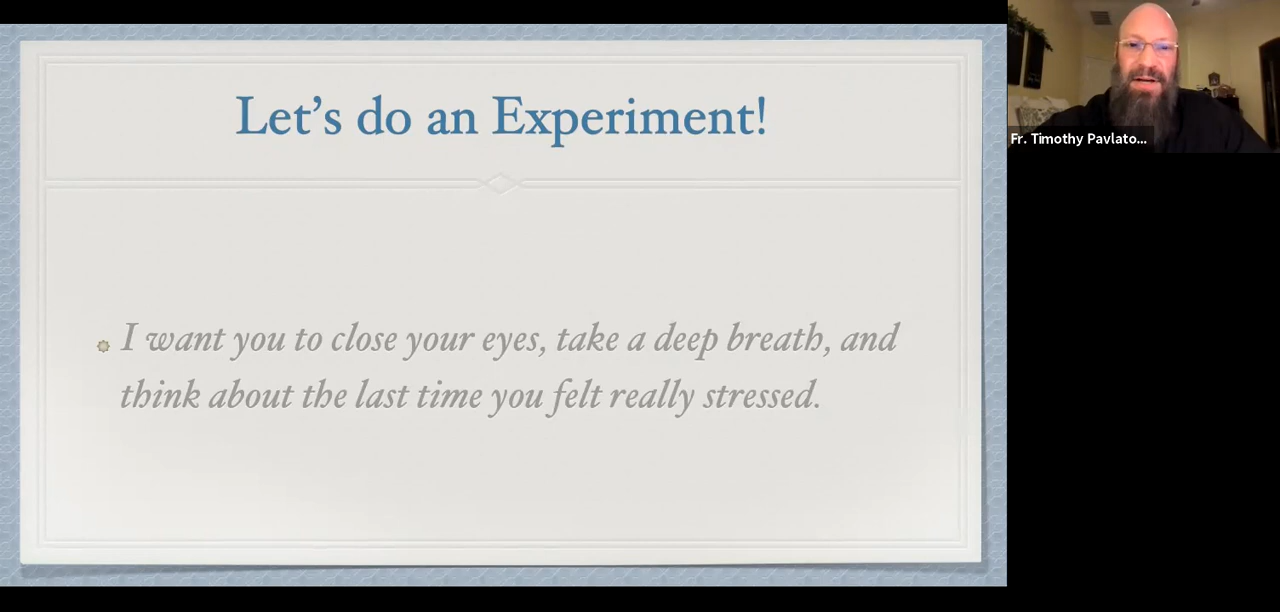 Let’s do an Experiment!
I want you to close your eyes, take a deep breath, and
think about the last time you felt really stressed.
Fr. Timothy Pavlato...